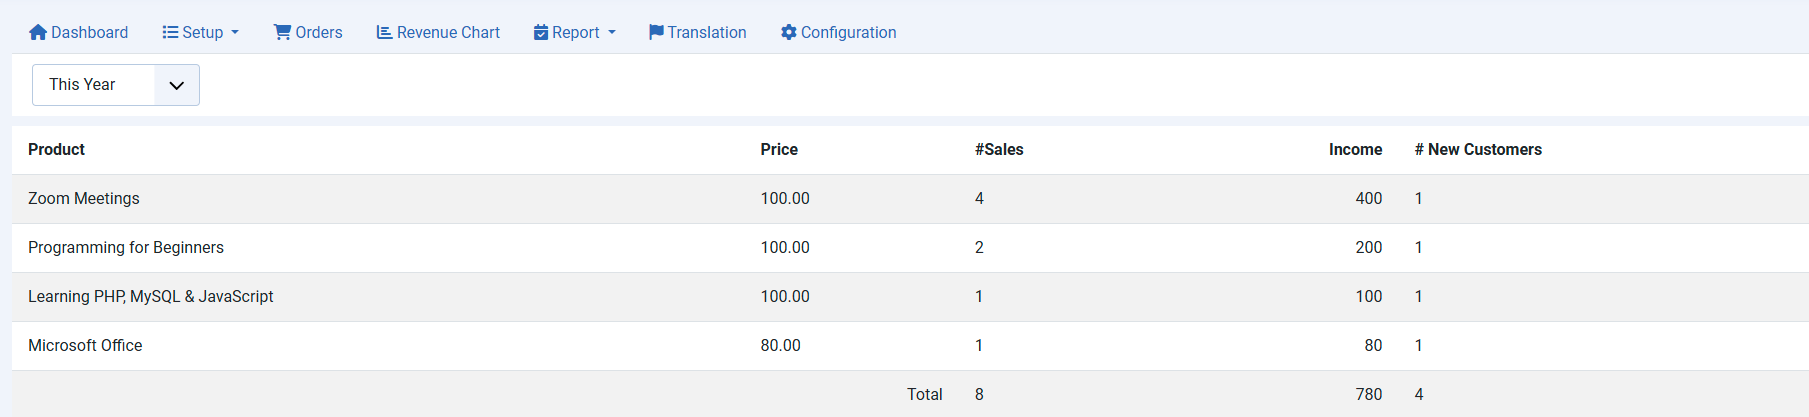 Dashboard Setup Orders Revenue Chart Report Translation Configuration
This Year
Product Price #Sales Income # New Customers
Zoom Meetings 100.00 4 400 1
Programming for Beginners 100.00 2 200 1
Learning PHP, MySQL & JavaScript 100.00 1 100 1
Microsoft Office 80.00 1 80 1
Total 8 780 4